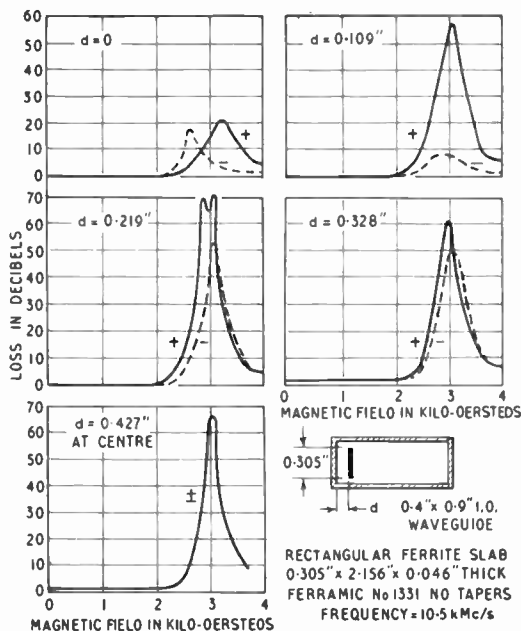 60
50
40
30
20
10
0
d = 0
+
−
d = 0·109"
+
−
LOSS IN DECIBELS
70
60
50
40
30
20
10
0
d = 0·219"
+
−
d = 0·328"
+
−
0 1 2 3 4
MAGNETIC FIELD IN KILO-OERSTEDS
70
60
50
40
30
20
10
0
d = 0·427"
AT CENTRE
±
0 1 2 3 4
MAGNETIC FIELD IN KILO-OERSTEDS
0·305"
d
0·4" x 0·9" I.D.
WAVEGUIDE
RECTANGULAR FERRITE SLAB
0·305" x 2·156" x 0·046" THICK
FERRAMIC No 1331 NO TAPERS
FREQUENCY = 10·5 kMc/s